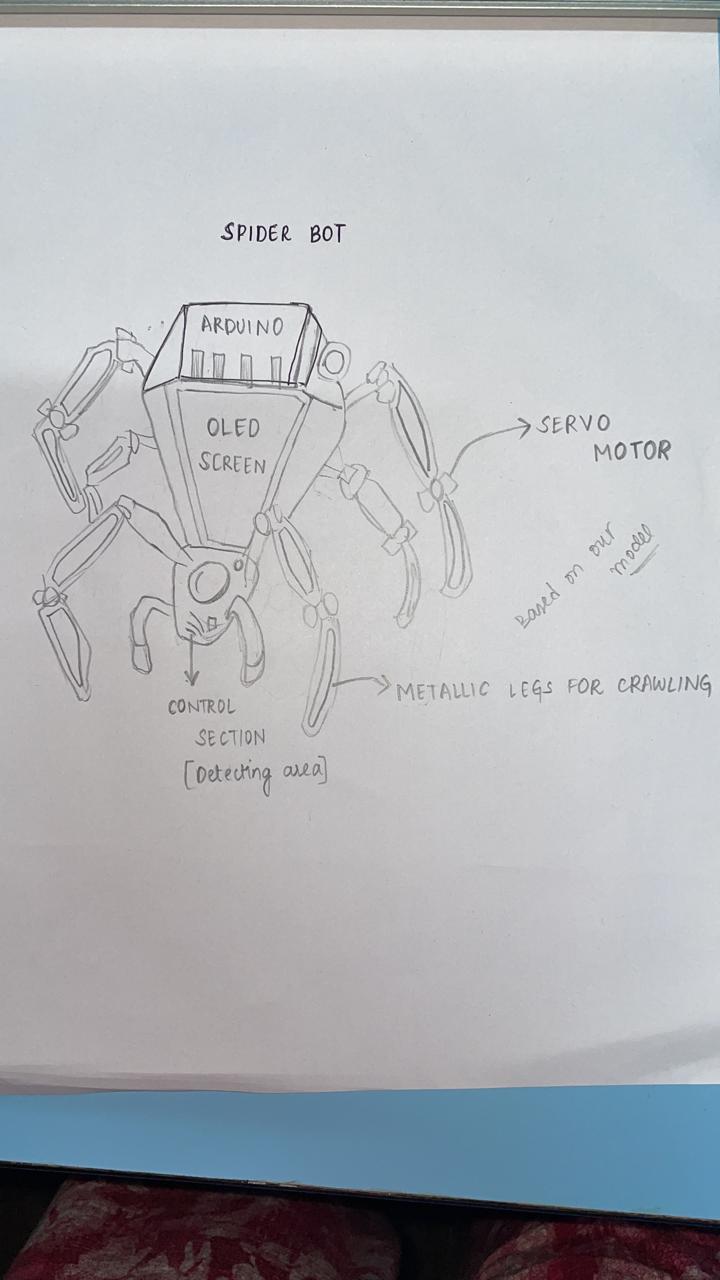 SPIDER BOT
ARDUINO
OLED
SCREEN
SERVO
MOTOR
Based on our
model
METALLIC LEGS FOR CRAWLING
CONTROL
SECTION
[Detecting area]